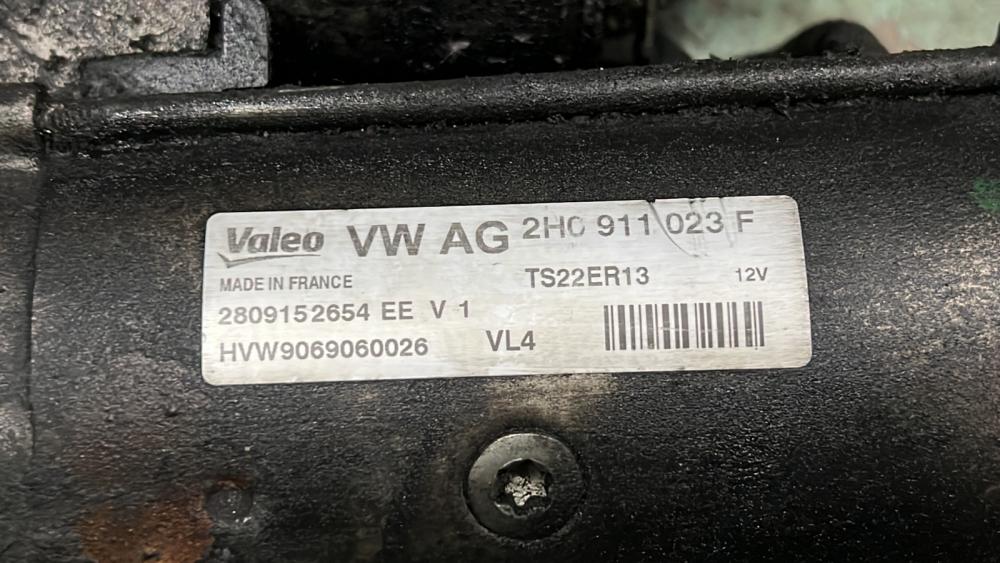 Valeo VW AG 2H0 911 023 F
MADE IN FRANCE TS22ER13 12V
2809152654 EE V 1
HVW9069060026 VL4